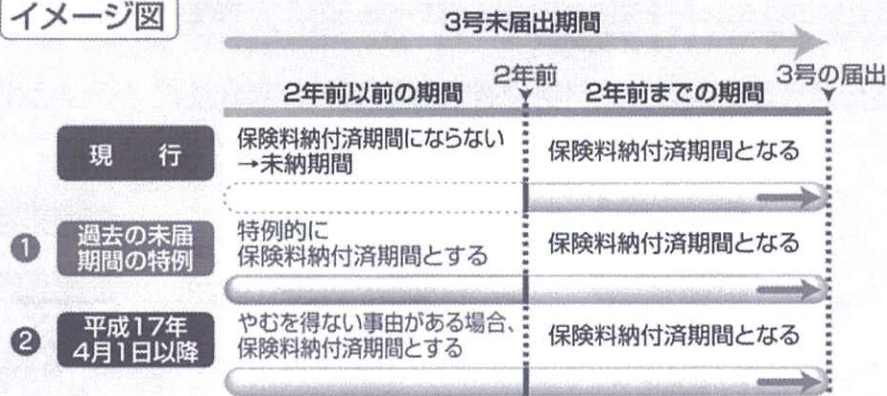 イメージ図
3号未届出期間
2年前
3号の届出
2年前以前の期間
2年前までの期間
現 行
保険料納付済期間にならない
→未納期間
保険料納付済期間となる
❶
過去の未届
期間の特例
特例的に
保険料納付済期間とする
保険料納付済期間となる
❷
平成17年
4月1日以降
やむを得ない事由がある場合、
保険料納付済期間とする
保険料納付済期間となる